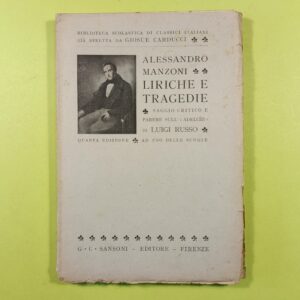 BIBLIOTECA SCOLASTICA DI CLASSICI ITALIANI
GIÀ DIRETTA DA GIOSUE CARDUCCI
ALESSANDRO
MANZONI
LIRICHE E
TRAGEDIE
SAGGIO CRITICO E
PARERE SULL'«ADELCHI»
DI LUIGI RUSSO
QUARTA EDIZIONE
AD USO DELLE SCUOLE
G · C · SANSONI - EDITORE - FIRENZE